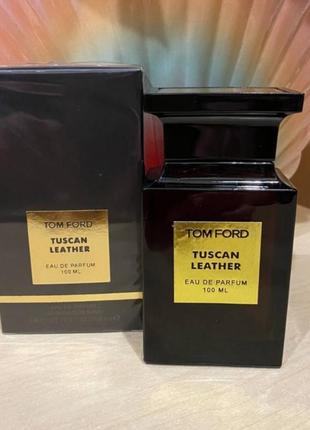 TOM FORD
TUSCAN
LEATHER
EAU DE PARFUM
100 ML
TOM FORD
TUSCAN
LEATHER
EAU DE PARFUM
100 ML